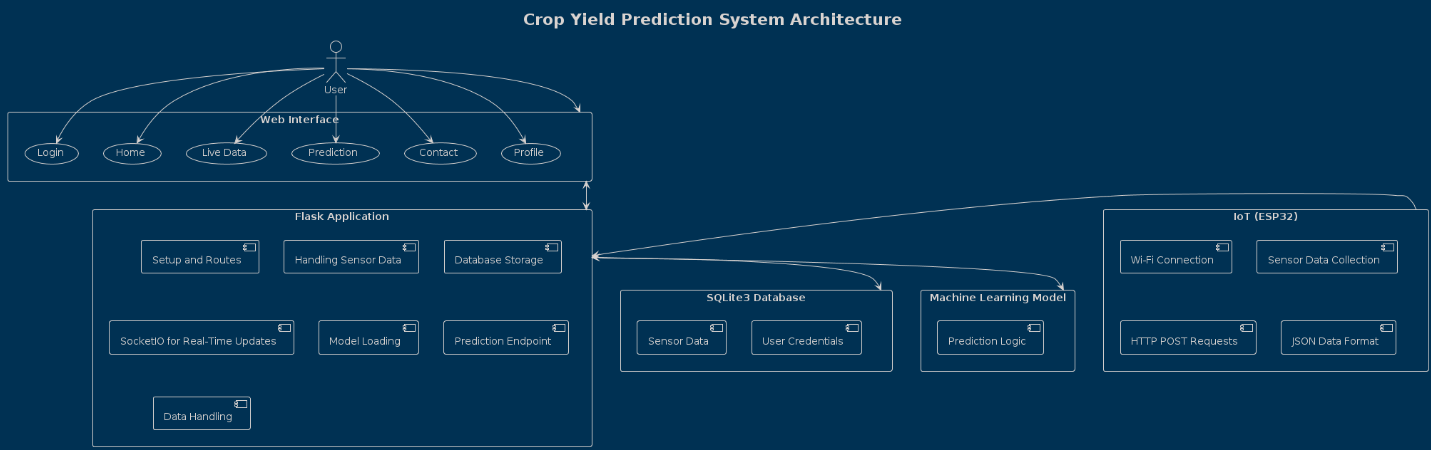 Crop Yield Prediction System Architecture
User
Web Interface
Login
Home
Live Data
Prediction
Contact
Profile
Flask Application
Setup and Routes
Handling Sensor Data
Database Storage
SocketIO for Real-Time Updates
Model Loading
Prediction Endpoint
Data Handling
SQLite3 Database
Sensor Data
User Credentials
Machine Learning Model
Prediction Logic
IoT (ESP32)
Wi-Fi Connection
Sensor Data Collection
HTTP POST Requests
JSON Data Format